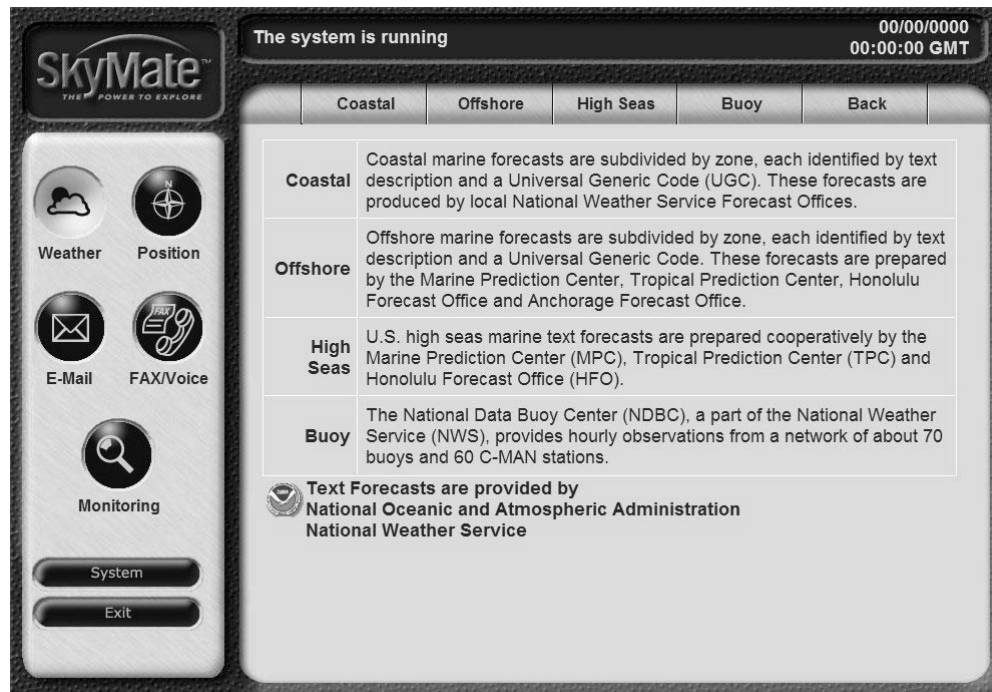 SkyMate™
THE POWER TO EXPLORE
The system is running
00/00/0000
00:00:00 GMT
Coastal Offshore High Seas Buoy Back
Weather Position
E-Mail FAX/Voice
FAX
N
Monitoring
System
Exit
Coastal
Coastal marine forecasts are subdivided by zone, each identified by text
description and a Universal Generic Code (UGC). These forecasts are
produced by local National Weather Service Forecast Offices.
Offshore
Offshore marine forecasts are subdivided by zone, each identified by text
description and a Universal Generic Code. These forecasts are prepared
by the Marine Prediction Center, Tropical Prediction Center, Honolulu
Forecast Office and Anchorage Forecast Office.
High
Seas
U.S. high seas marine text forecasts are prepared cooperatively by the
Marine Prediction Center (MPC), Tropical Prediction Center (TPC) and
Honolulu Forecast Office (HFO).
Buoy
The National Data Buoy Center (NDBC), a part of the National Weather
Service (NWS), provides hourly observations from a network of about 70
buoys and 60 C-MAN stations.
Text Forecasts are provided by
National Oceanic and Atmospheric Administration
National Weather Service